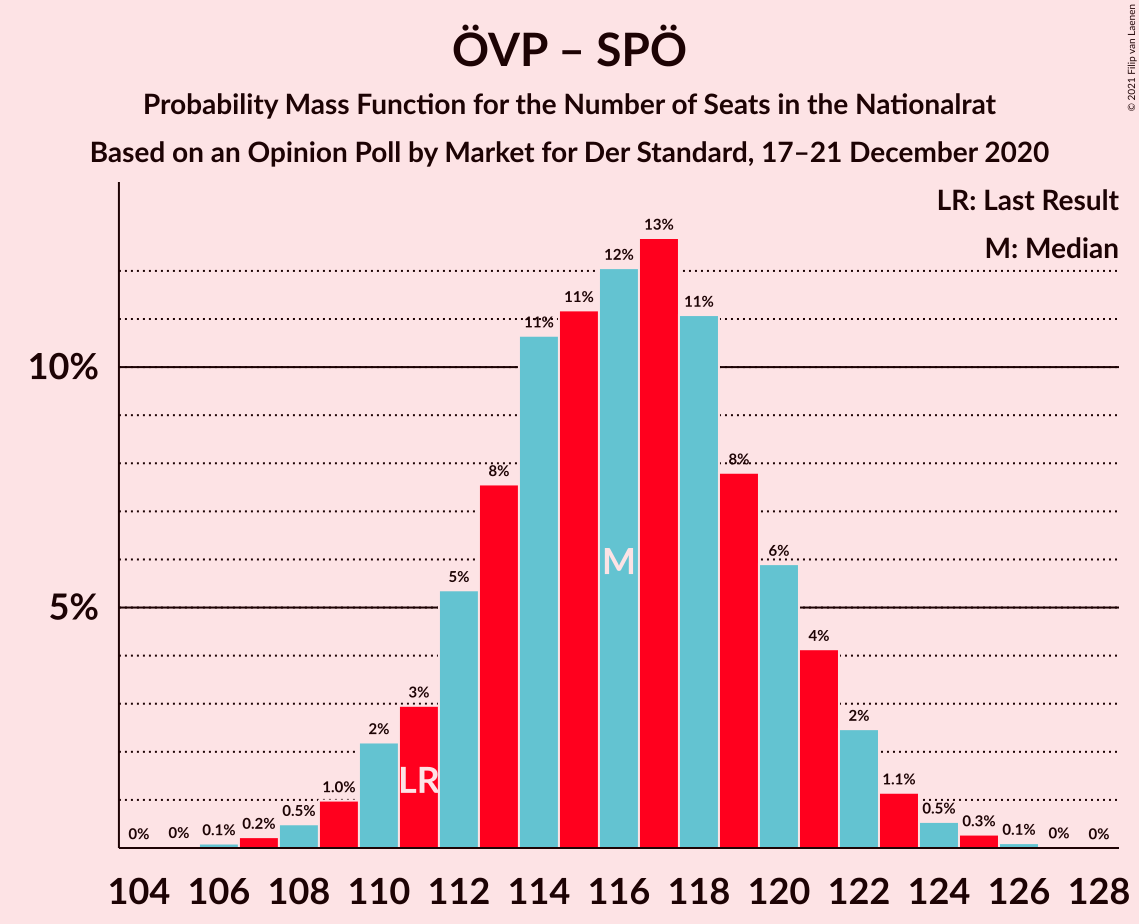 ÖVP – SPÖ
Probability Mass Function for the Number of Seats in the Nationalrat
Based on an Opinion Poll by Market for Der Standard, 17–21 December 2020
© 2021 Filip van Laenen
LR: Last Result
M: Median
10%
5%
0% 0% 0.1% 0.2% 0.5% 1.0% 2% 3% 5% 8% 11% 11% 12% 13% 11% 8% 6% 4% 2% 1.1% 0.5% 0.3% 0.1% 0% 0%
M
LR
104 106 108 110 112 114 116 118 120 122 124 126 128